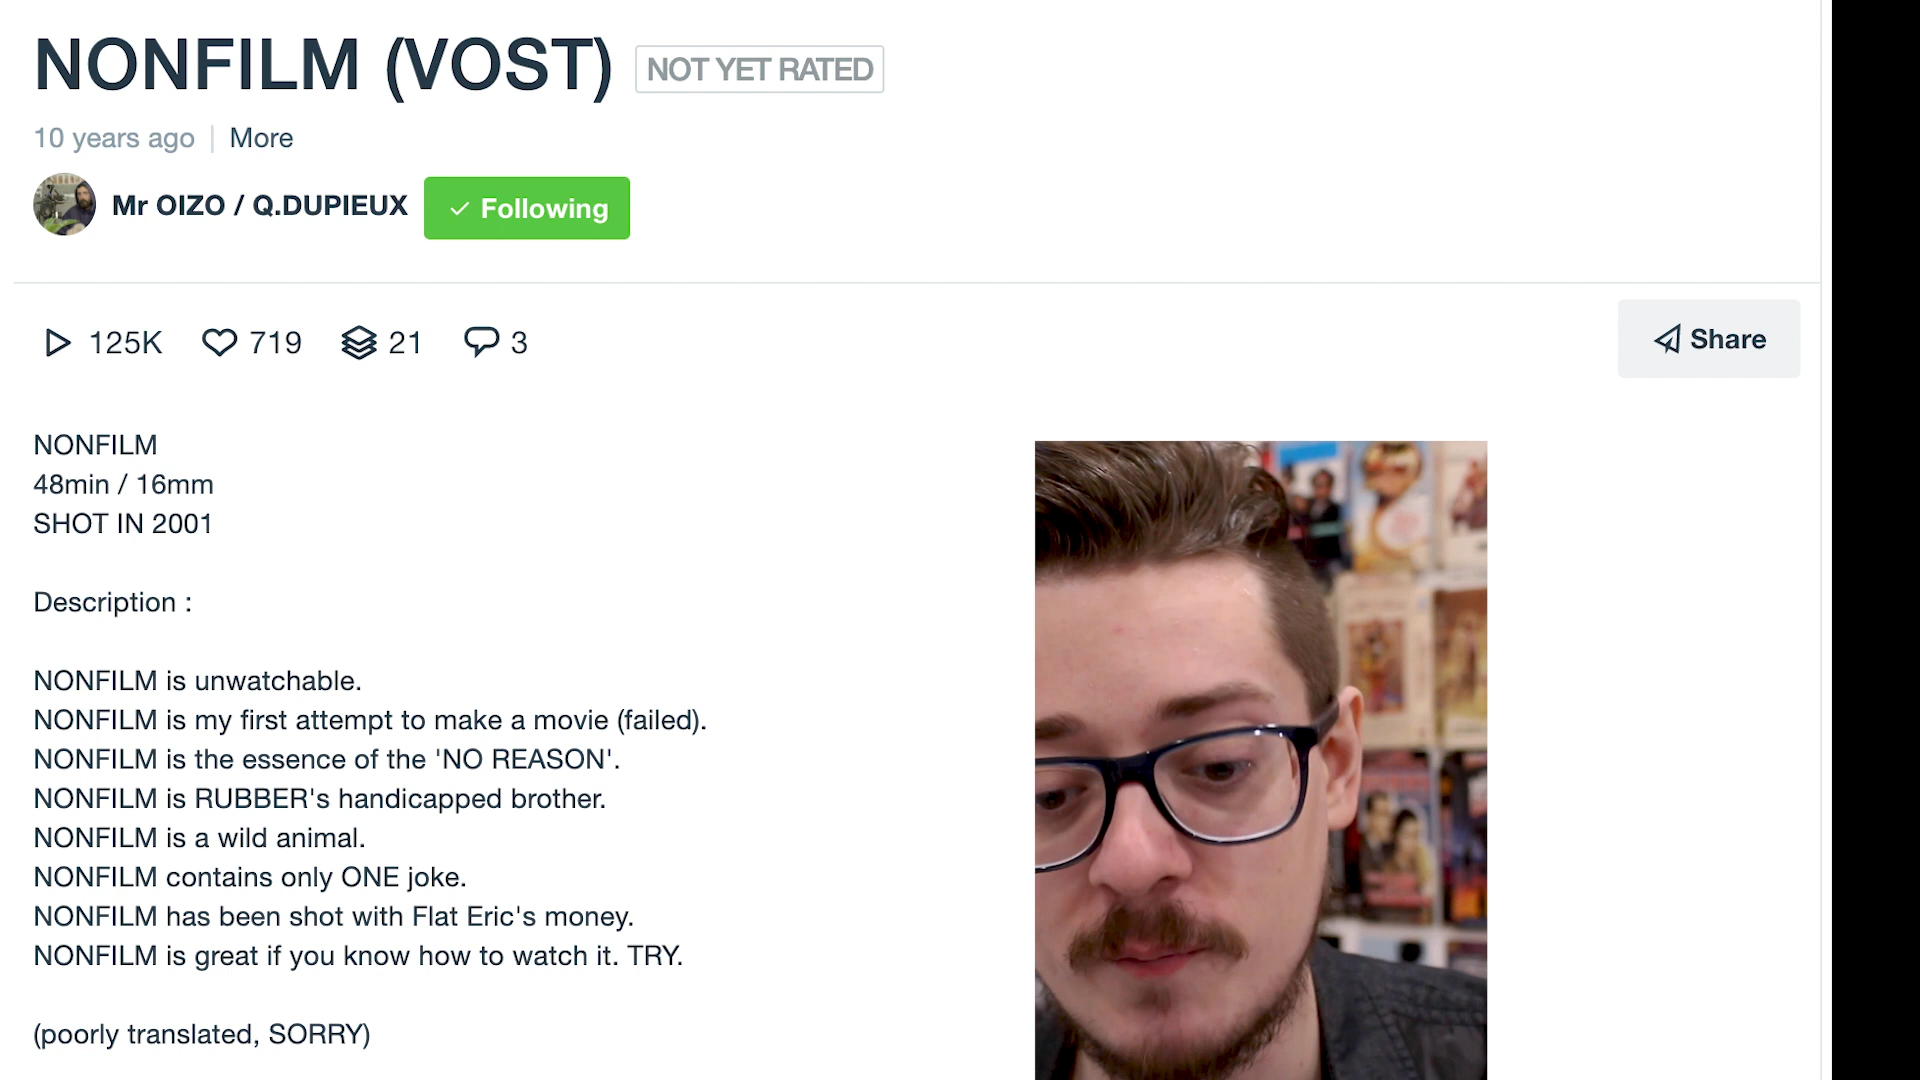 NONFILM (VOST) NOT YET RATED
10 years ago | More
Mr OIZO / Q.DUPIEUX Following
125K 719 21 3 Share
NONFILM
48min / 16mm
SHOT IN 2001
Description :
NONFILM is unwatchable.
NONFILM is my first attempt to make a movie (failed).
NONFILM is the essence of the 'NO REASON'.
NONFILM is RUBBER's handicapped brother.
NONFILM is a wild animal.
NONFILM contains only ONE joke.
NONFILM has been shot with Flat Eric's money.
NONFILM is great if you know how to watch it. TRY.
(poorly translated, SORRY)